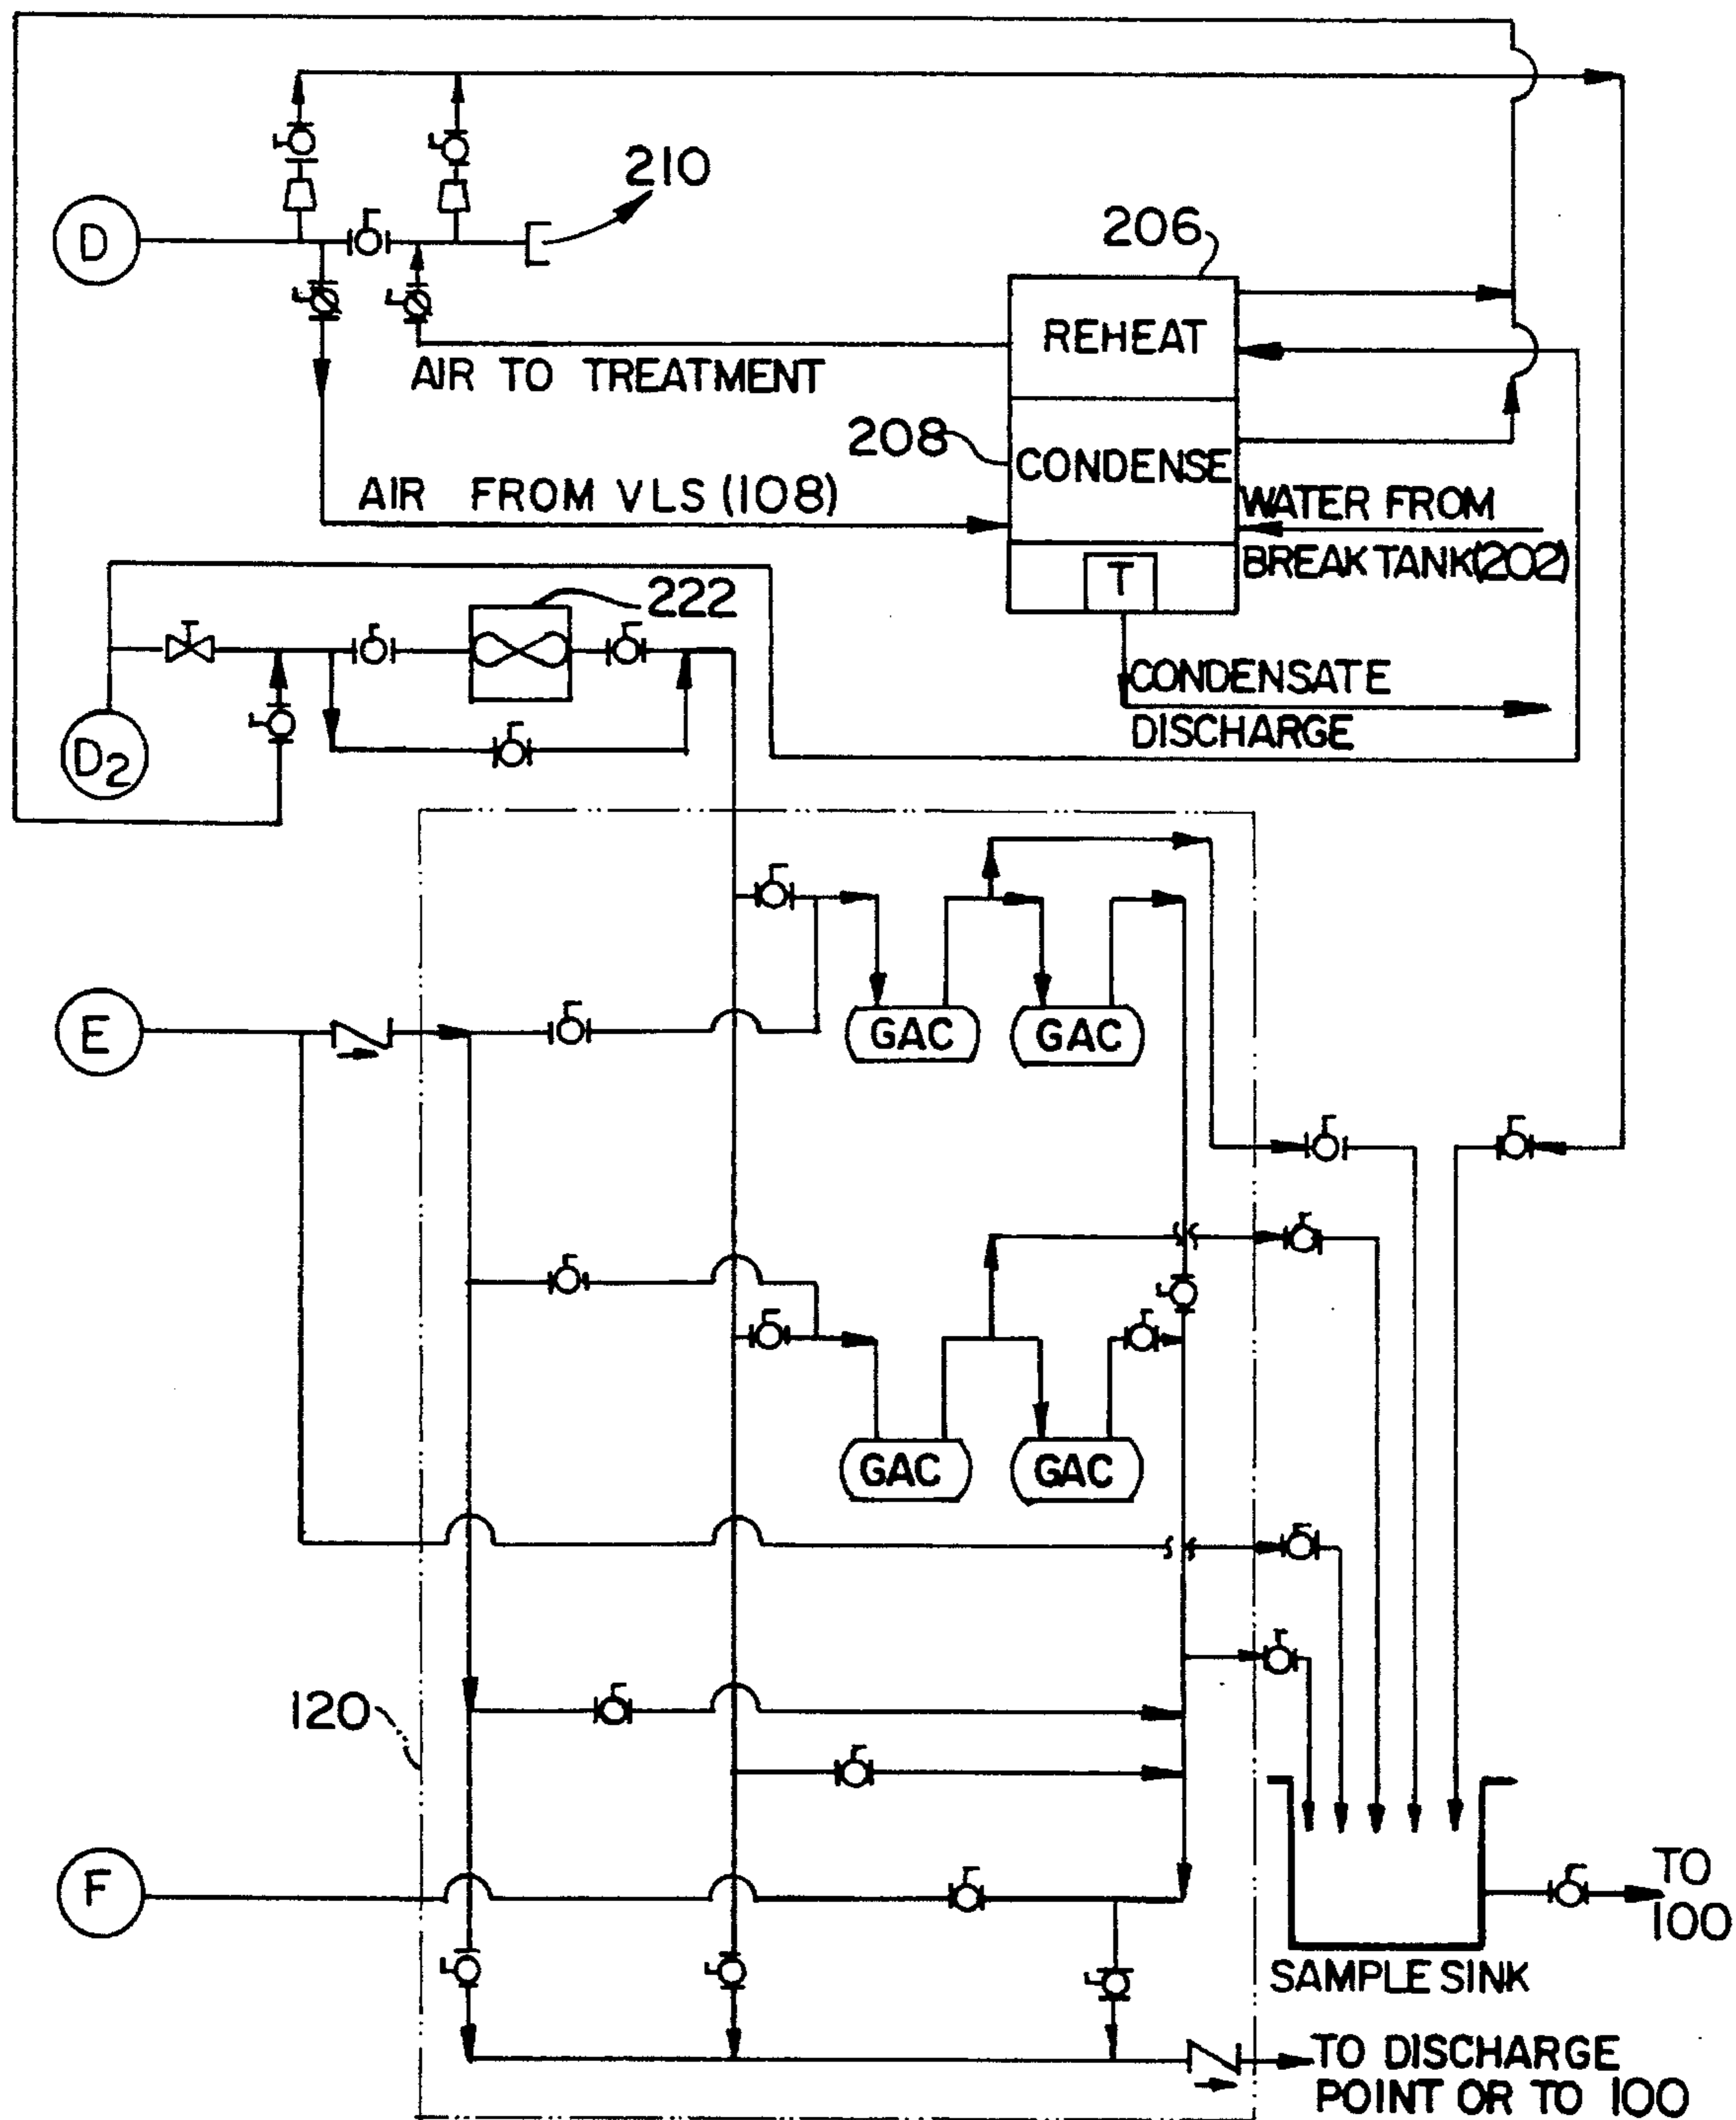 210
D
206
REHEAT
AIR TO TREATMENT
208
CONDENSE
AIR FROM VLS (108)
WATER FROM
BREAK TANK(202)
T
222
CONDENSATE
DISCHARGE
D2
E
GAC
GAC
GAC
GAC
120
F
TO
100
SAMPLE SINK
TO DISCHARGE
POINT OR TO 100